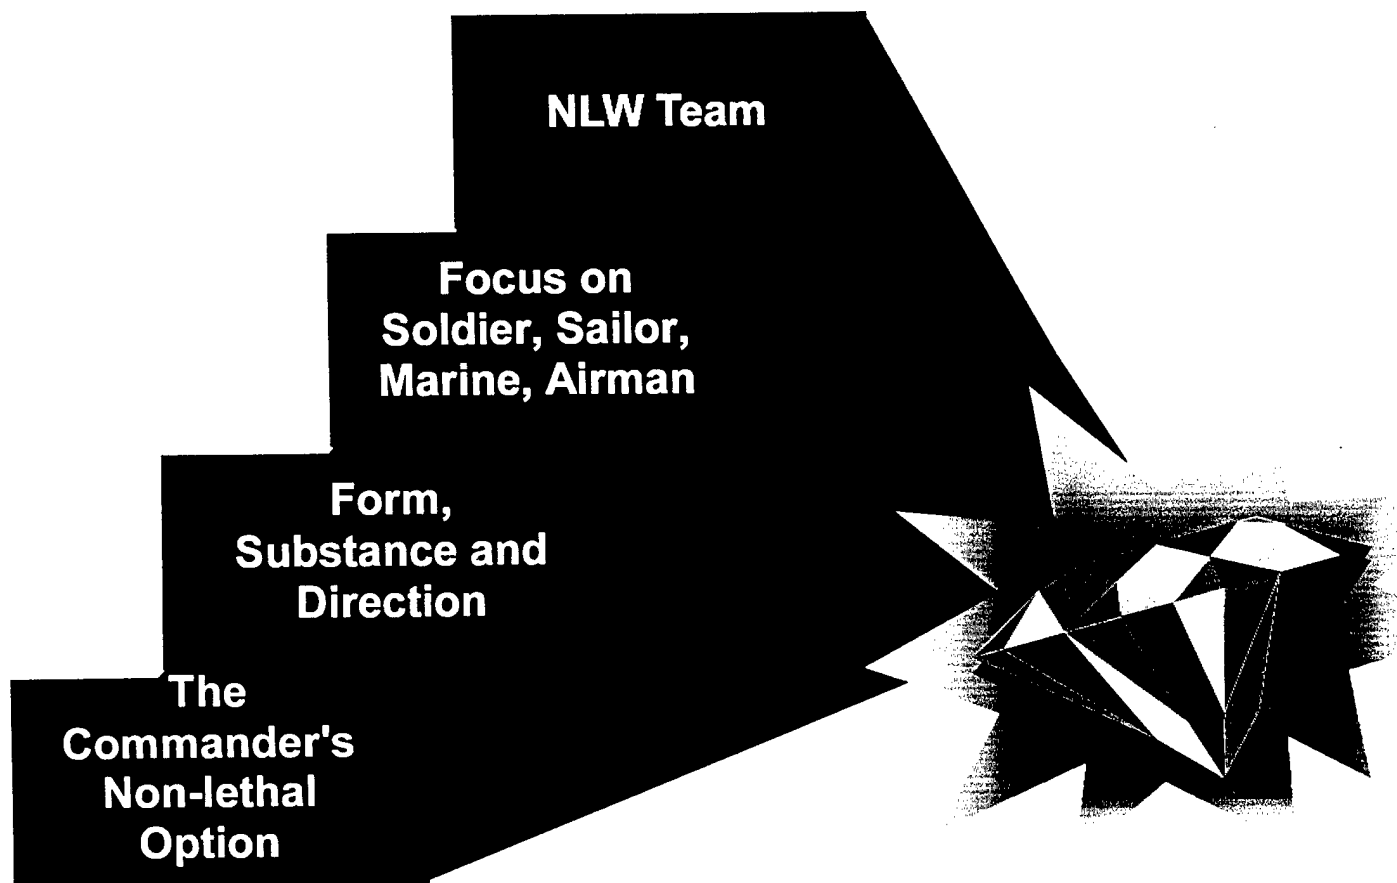 NLW Team
Focus on
Soldier, Sailor,
Marine, Airman
Form,
Substance and
Direction
The
Commander's
Non-lethal
Option